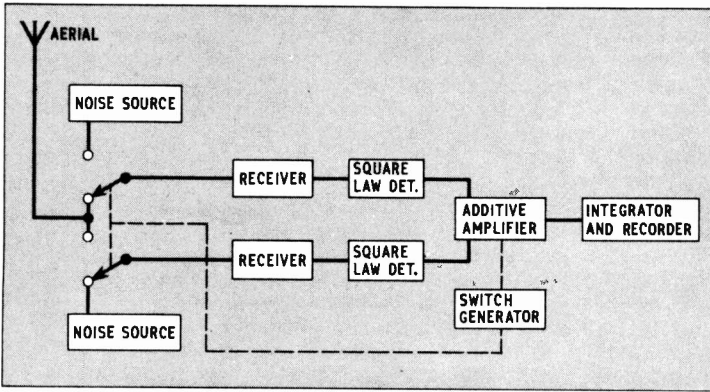 AERIAL
NOISE SOURCE
RECEIVER
SQUARE
LAW DET.
ADDITIVE
AMPLIFIER
INTEGRATOR
AND RECORDER
RECEIVER
SQUARE
LAW DET.
SWITCH
GENERATOR
NOISE SOURCE